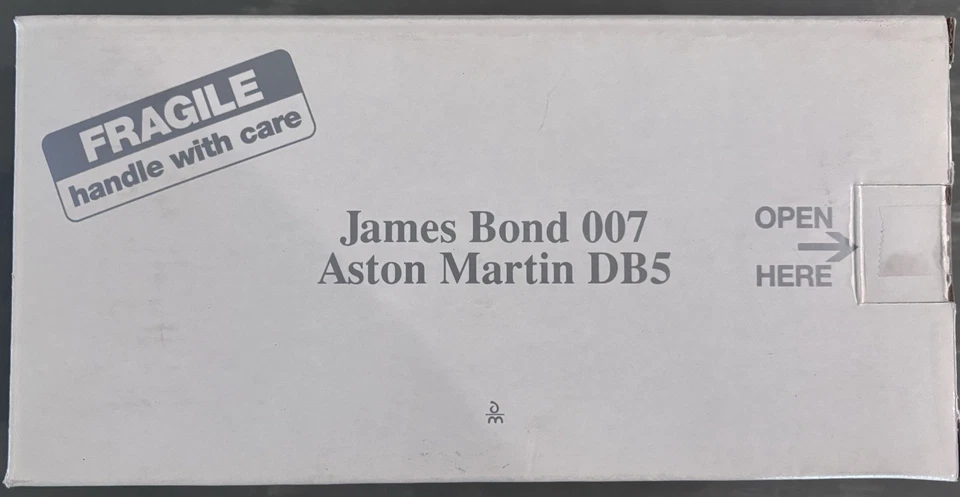 FRAGILE
handle with care
James Bond 007
Aston Martin DB5
OPEN
HERE